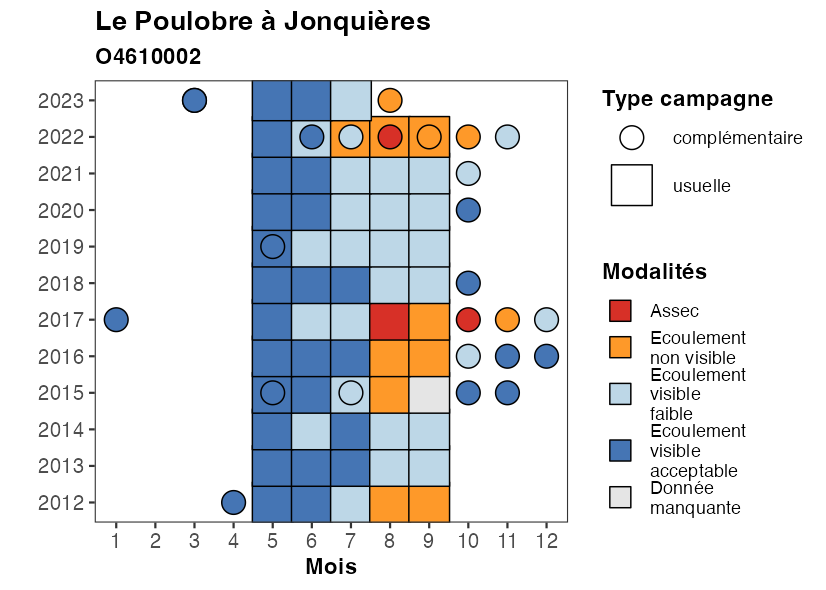 Le Poulobre à Jonquières
O4610002
2023
2022
2021
2020
2019
2018
2017
2016
2015
2014
2013
2012
1 2 3 4 5 6 7 8 9 10 11 12
Mois
Type campagne
complémentaire
usuelle
Modalités
Assec
Ecoulement
non visible
Ecoulement
visible
faible
Ecoulement
visible
acceptable
Donnée
manquante